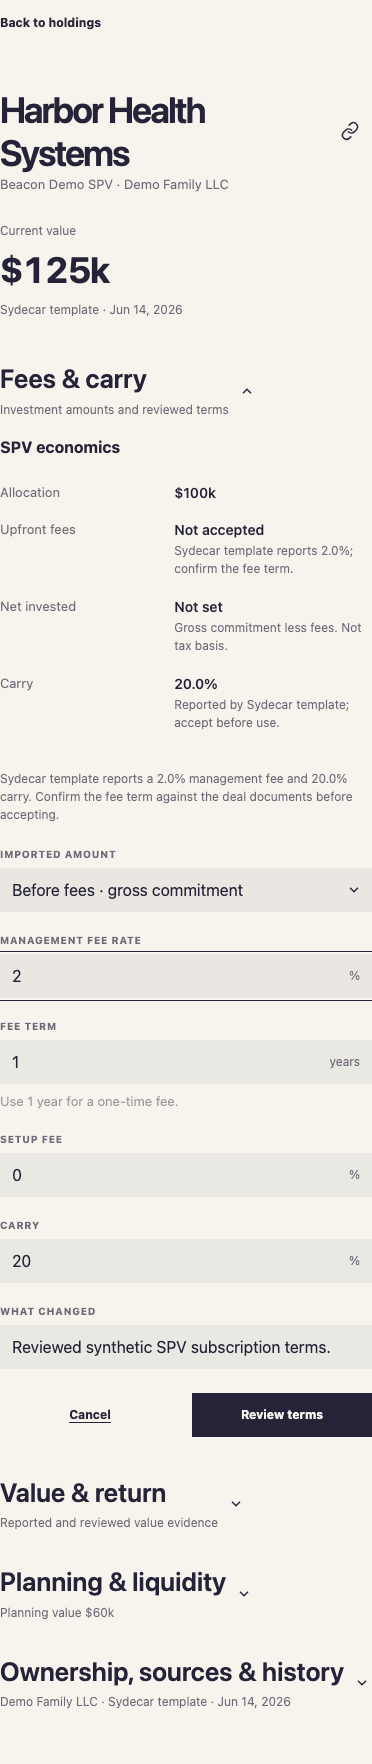 Back to holdings
Harbor Health
Systems
Beacon Demo SPV · Demo Family LLC
Current value
$125k
Sydecar template · Jun 14, 2026
Fees & carry
Investment amounts and reviewed terms
SPV economics
Allocation
$100k
Upfront fees
Not accepted
Sydecar template reports 2.0%;
confirm the fee term.
Net invested
Not set
Gross commitment less fees. Not
tax basis.
Carry
20.0%
Reported by Sydecar template;
accept before use.
Sydecar template reports a 2.0% management fee and 20.0%
carry. Confirm the fee term against the deal documents before
accepting.
IMPORTED AMOUNT
Before fees · gross commitment
MANAGEMENT FEE RATE
2 %
FEE TERM
1 years
Use 1 year for a one-time fee.
SETUP FEE
0 %
CARRY
20 %
WHAT CHANGED
Reviewed synthetic SPV subscription terms.
Cancel
Review terms
Value & return
Reported and reviewed value evidence
Planning & liquidity
Planning value $60k
Ownership, sources & history
Demo Family LLC · Sydecar template · Jun 14, 2026